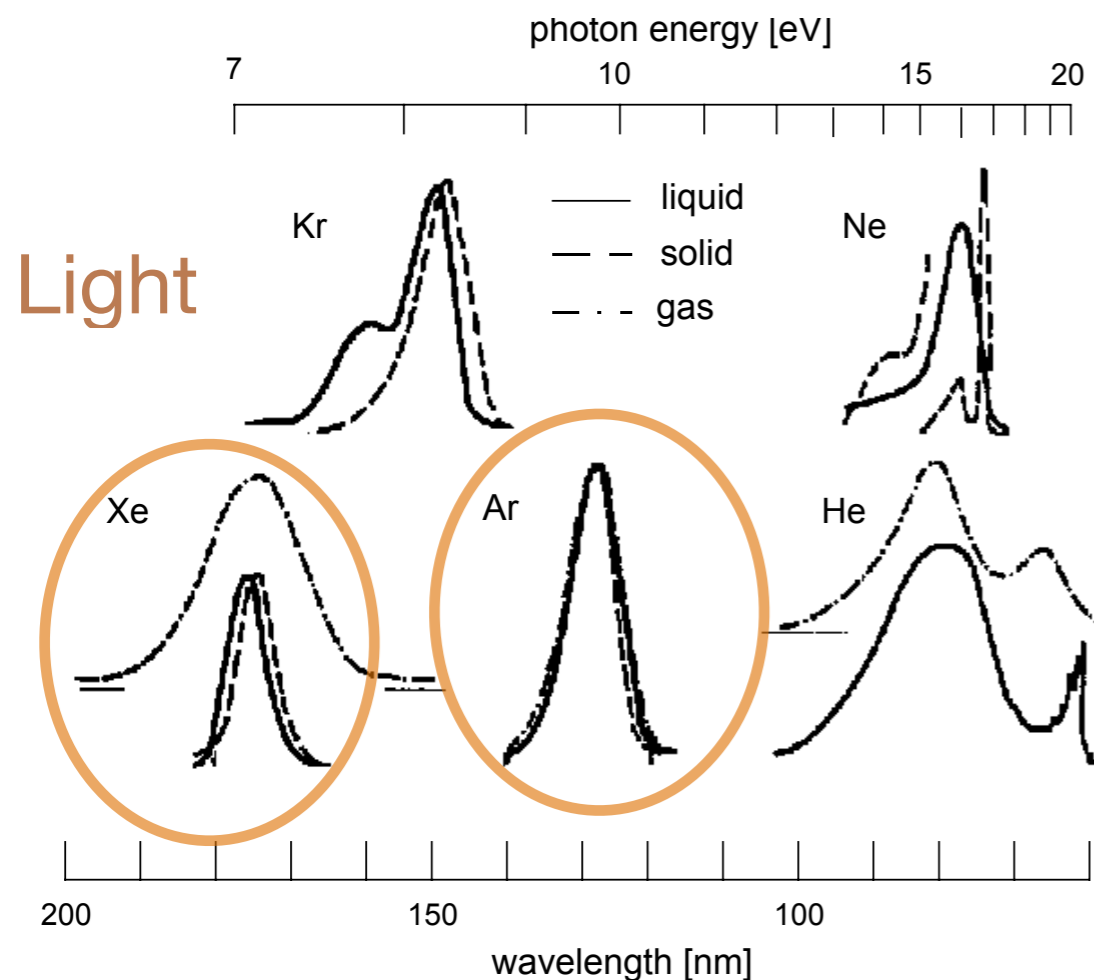 photon energy [eV]
7 10 15 20
liquid
Kr Ne
solid
Light
gas
Xe Ar He
200 150 100
wavelength [nm]